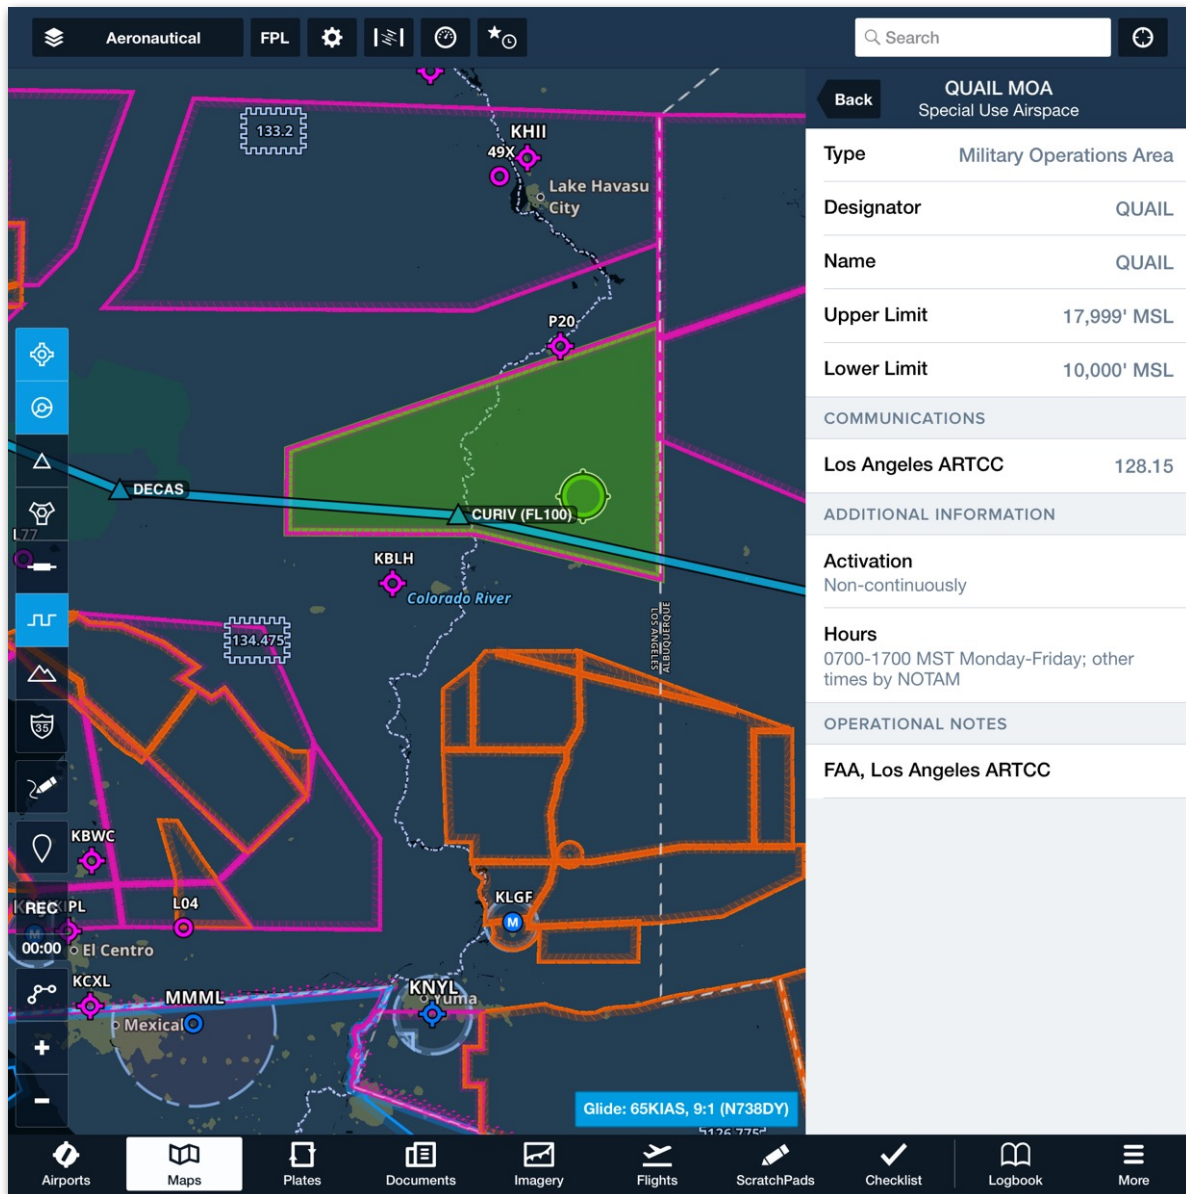 Aeronautical
FPL
Search
Back
QUAIL MOA
Special Use Airspace
Type
Military Operations Area
Designator
QUAIL
Name
QUAIL
Upper Limit
17,999' MSL
Lower Limit
10,000' MSL
COMMUNICATIONS
Los Angeles ARTCC
128.15
ADDITIONAL INFORMATION
Activation
Non-continuously
Hours
0700-1700 MST Monday-Friday; other
times by NOTAM
OPERATIONAL NOTES
FAA, Los Angeles ARTCC
133.2
KHII
49X
Lake Havasu
City
P20
DECAS
CURIV (FL100)
L77
KBLH
Colorado River
LOS ANGELES
ALBUQUERQUE
134.475
35
KBWC
REC
IPL
L04
KLGF
M
00:00
El Centro
KCXL
MMML
KNYL
Yuma
Mexical
Glide: 65KIAS, 9:1 (N738DY)
126.775
Airports
Maps
Plates
Documents
Imagery
Flights
ScratchPads
Checklist
Logbook
More